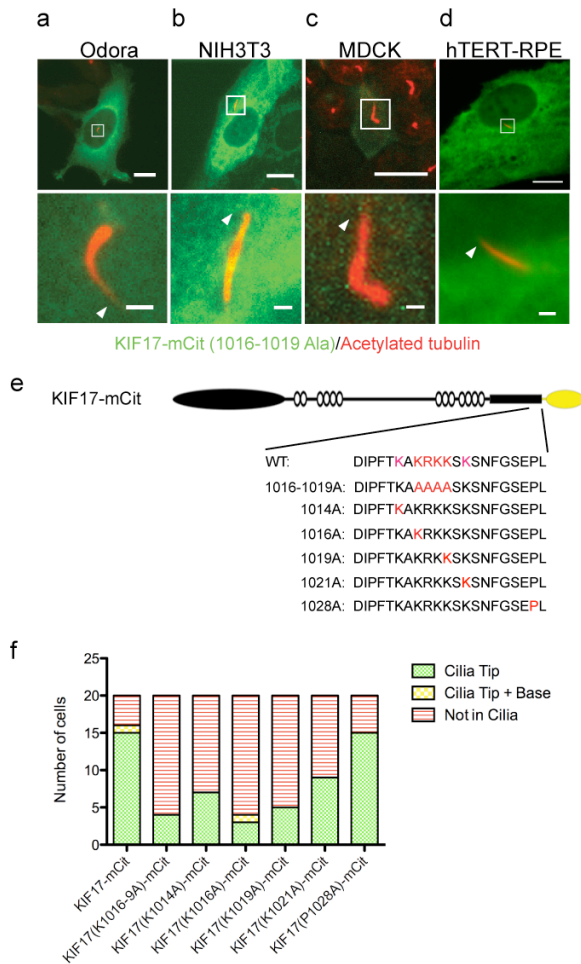 a b c d
Odora NIH3T3 MDCK hTERT-RPE
KIF17-mCit (1016-1019 Ala)/Acetylated tubulin
e
KIF17-mCit
WT: DIPFTKAKRKKSKSNFGSEPL
1016-1019A: DIPFTKAAAAASKSNFGSEPL
1014A: DIPFTKAKRKKSKSNFGSEPL
1016A: DIPFTKAKRKKSKSNFGSEPL
1019A: DIPFTKAKRKKSKSNFGSEPL
1021A: DIPFTKAKRKKSKSNFGSEPL
1028A: DIPFTKAKRKKSKSNFGSEPL
f
25
20
15
10
5
0
Number of cells
Cilia Tip
Cilia Tip + Base
Not in Cilia
KIF17-mCit
KIF17(K1016-9A)-mCit
KIF17(K1014A)-mCit
KIF17(K1016A)-mCit
KIF17(K1019A)-mCit
KIF17(K1021A)-mCit
KIF17(P1028A)-mCit